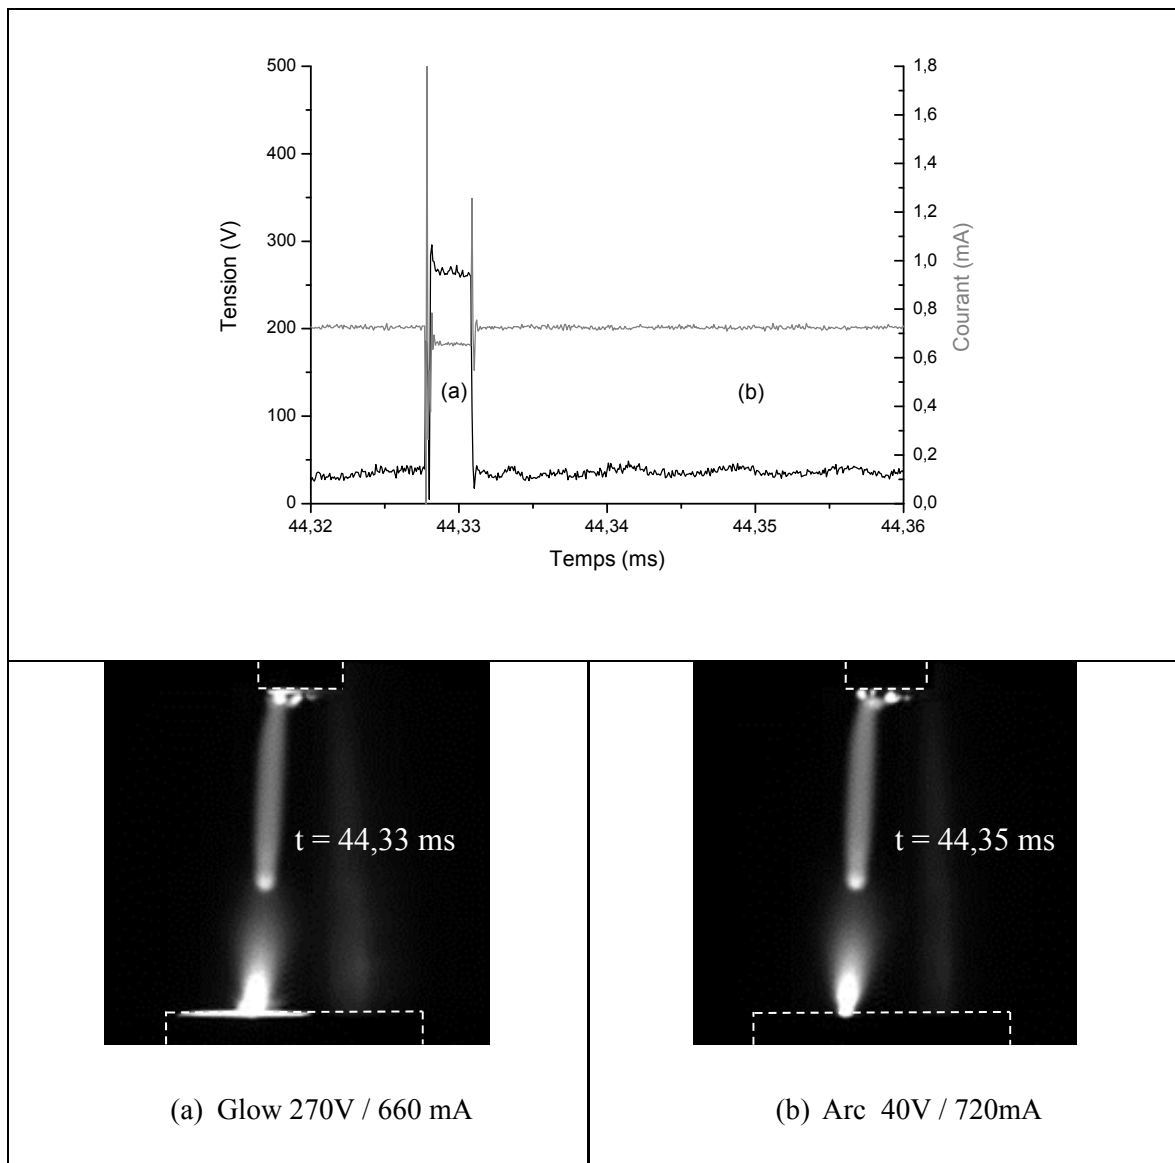 500
400
300
200
100
0
Tension (V)
1,8
1,6
1,4
1,2
1,0
0,8
0,6
0,4
0,2
0,0
Courant (mA)
(a)
(b)
44,32
44,33
44,34
44,35
44,36
Temps (ms)
t = 44,33 ms
t = 44,35 ms
(a) Glow 270V / 660 mA
(b) Arc 40V / 720mA